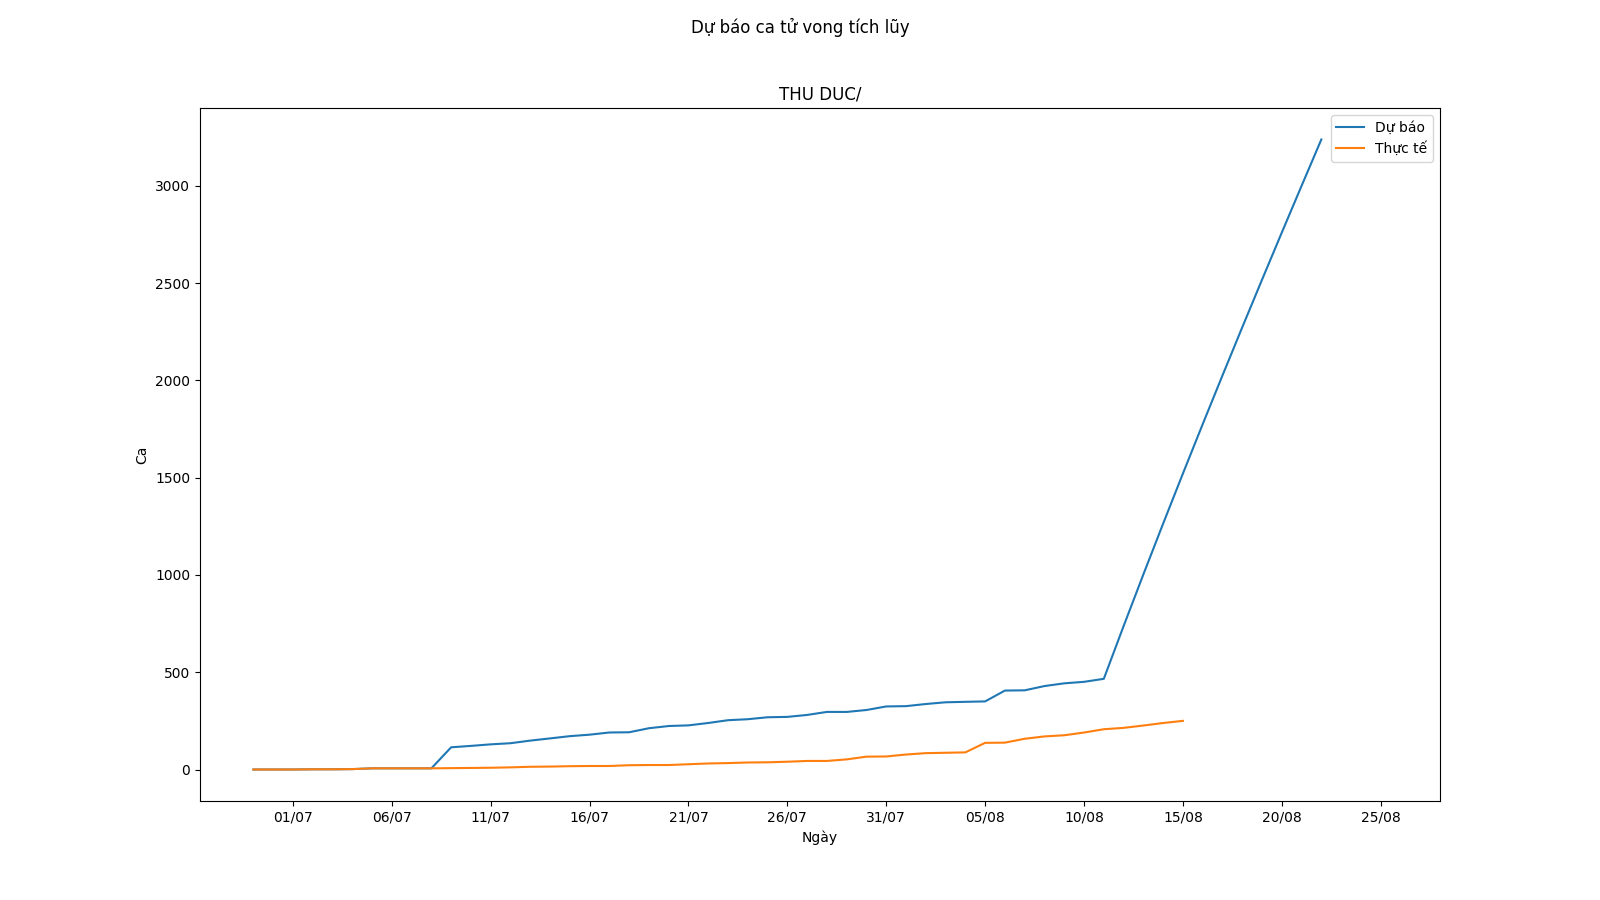 Dự báo ca tử vong tích lũy
THU DUC/
Dự báo
Thực tế
3000
2500
2000
1500
1000
500
0
Ca
01/07 06/07 11/07 16/07 21/07 26/07 31/07 05/08 10/08 15/08 20/08 25/08
Ngày